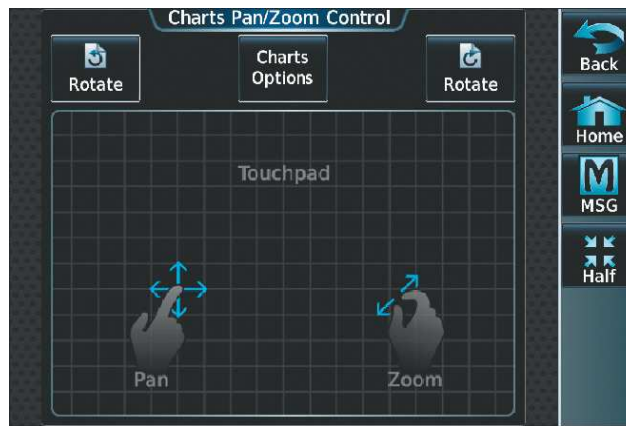 Charts Pan/Zoom Control
Rotate
Charts
Options
Rotate
Touchpad
Pan
Zoom
Back
Home
MSG
Half